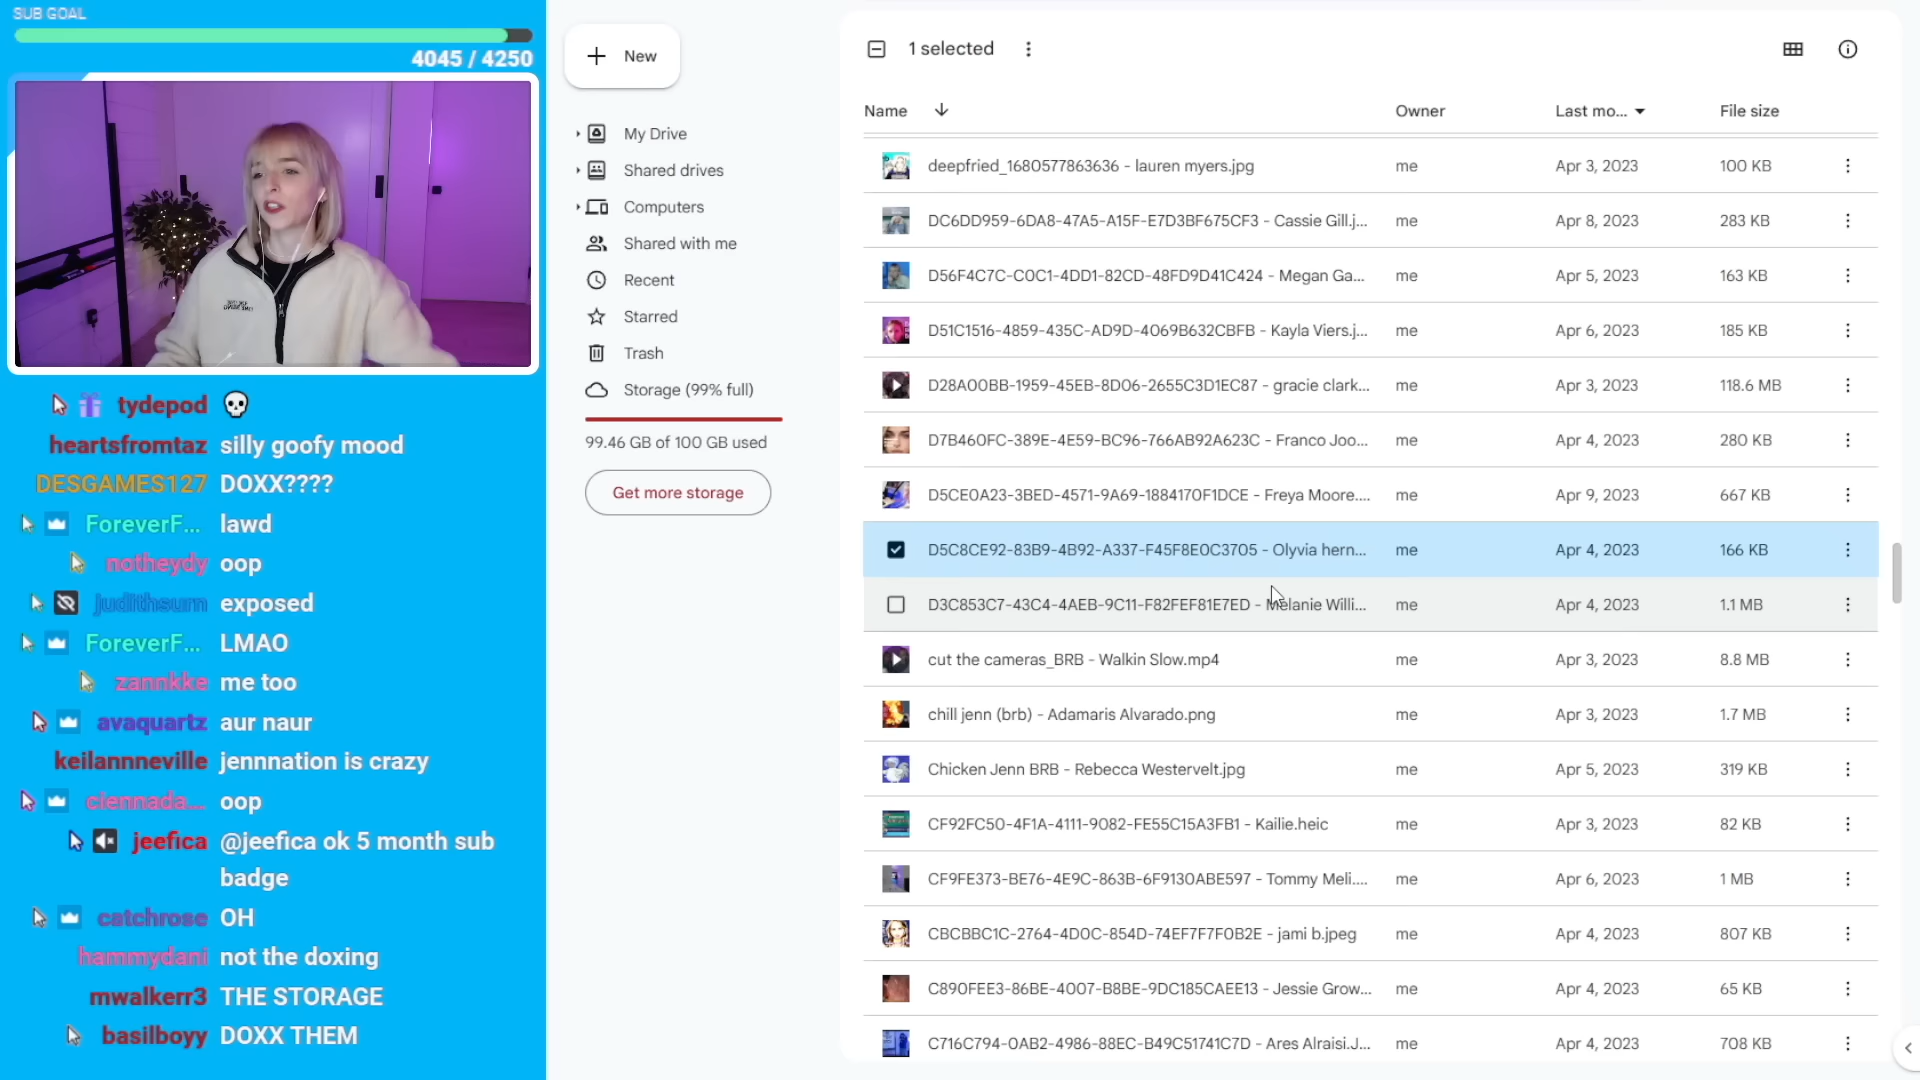 SUB GOAL
4045 / 4250
tydepod
heartsfromtaz silly goofy mood
DESGAMES127 DOXX????
ForeverF... lawd
notheydy oop
judithsurn exposed
ForeverF... LMAO
zannkke me too
avaquartz aur naur
keilannneville jennnation is crazy
ciennada... oop
jeefica @jeefica ok 5 month sub
badge
catchrose OH
hammydani not the doxing
mwalkerr3 THE STORAGE
basilboyy DOXX THEM
New
My Drive
Shared drives
Computers
Shared with me
Recent
Starred
Trash
Storage (99% full)
99.46 GB of 100 GB used
Get more storage
1 selected
Name Owner Last mo... File size
deepfried_1680577863636 - lauren myers.jpg me Apr 3, 2023 100 KB
DC6DD959-6DA8-47A5-A15F-E7D3BF675CF3 - Cassie Gill.j... me Apr 8, 2023 283 KB
D56F4C7C-C0C1-4DD1-82CD-48FD9D41C424 - Megan Ga... me Apr 5, 2023 163 KB
D51C1516-4859-435C-AD9D-4069B632CBFB - Kayla Viers.j... me Apr 6, 2023 185 KB
D28A00BB-1959-45EB-8D06-2655C3D1EC87 - gracie clark... me Apr 3, 2023 118.6 MB
D7B460FC-389E-4E59-BC96-766AB92A623C - Franco Joo... me Apr 4, 2023 280 KB
D5CE0A23-3BED-4571-9A69-1884170F1DCE - Freya Moore.... me Apr 9, 2023 667 KB
D5C8CE92-83B9-4B92-A337-F45F8E0C3705 - Olyvia hern... me Apr 4, 2023 166 KB
D3C853C7-43C4-4AEB-9C11-F82FEF81E7ED - Melanie Willi... me Apr 4, 2023 1.1 MB
cut the cameras_BRB - Walkin Slow.mp4 me Apr 3, 2023 8.8 MB
chill jenn (brb) - Adamaris Alvarado.png me Apr 3, 2023 1.7 MB
Chicken Jenn BRB - Rebecca Westervelt.jpg me Apr 5, 2023 319 KB
CF92FC50-4F1A-4111-9082-FE55C15A3FB1 - Kailie.heic me Apr 3, 2023 82 KB
CF9FE373-BE76-4E9C-863B-6F9130ABE597 - Tommy Meli.... me Apr 6, 2023 1 MB
CBCBBC1C-2764-4D0C-854D-74EF7F7F0B2E - jami b.jpeg me Apr 4, 2023 807 KB
C890FEE3-86BE-4007-B8BE-9DC185CAEE13 - Jessie Grow... me Apr 4, 2023 65 KB
C716C794-0AB2-4986-88EC-B49C51741C7D - Ares Alraisi.J... me Apr 4, 2023 708 KB